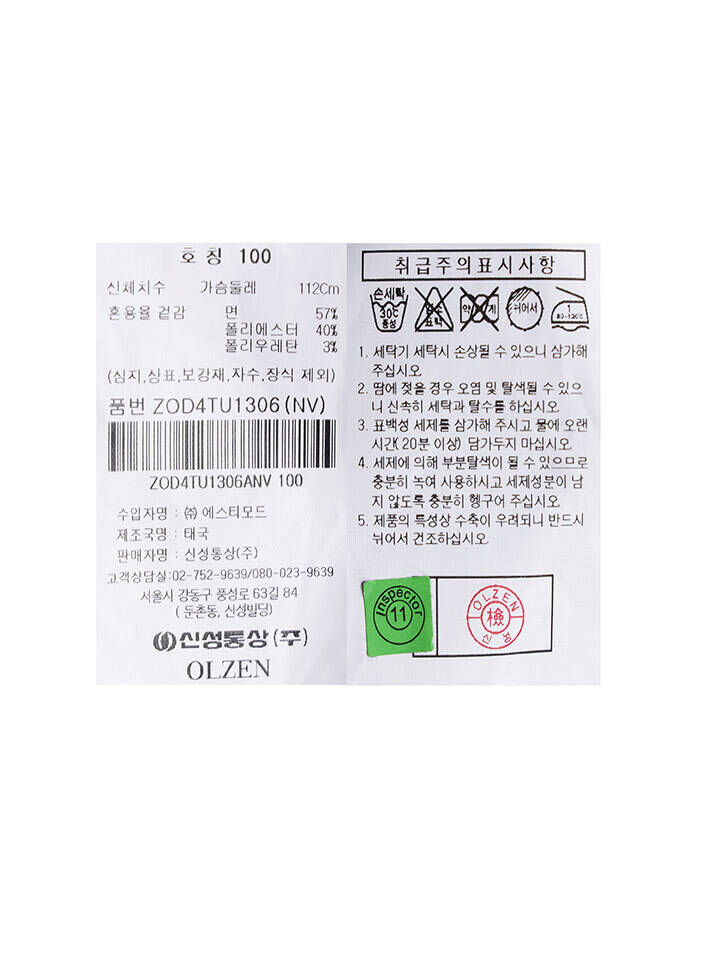 호칭 100
신체치수 가슴둘레 112Cm
혼용율 겉감 면 57%
폴리에스터 40%
폴리우레탄 3%
(심지,상표,보강재,자수,장식 제외)
품번 ZOD4TU1306(NV)
ZOD4TU1306ANV 100
수입자명 : ㈜ 에스티모드
제조국명 : 태국
판매자명 : 신성통상(주)
고객상담실:02-752-9639/080-023-9639
서울시 강동구 풍성로 63길 84
( 둔촌동, 신성빌딩)
신성통상(주)
OLZEN
취급주의표시사항
손세탁
30℃
중성
염소
표백
뉘어서
1
80-120℃
1. 세탁기 세탁시 손상될 수 있으니 삼가해
주십시오.
2. 땀에 젖을 경우 오염 및 탈색될 수 있으
니 신속히 세탁과 탈수를 하십시오.
3. 표백성 세제를 삼가해 주시고 물에 오랜
시간(20분 이상) 담가두지 마십시오.
4. 세제에 의해 부분탈색이 될 수 있으므로
충분히 녹여 사용하시고 세제성분이 남
지 않도록 충분히 헹구어 주십시오.
5. 제품의 특성상 수축이 우려되니 반드시
뉘어서 건조하십시오.
Inspector
11
OLZEN
檢
신성